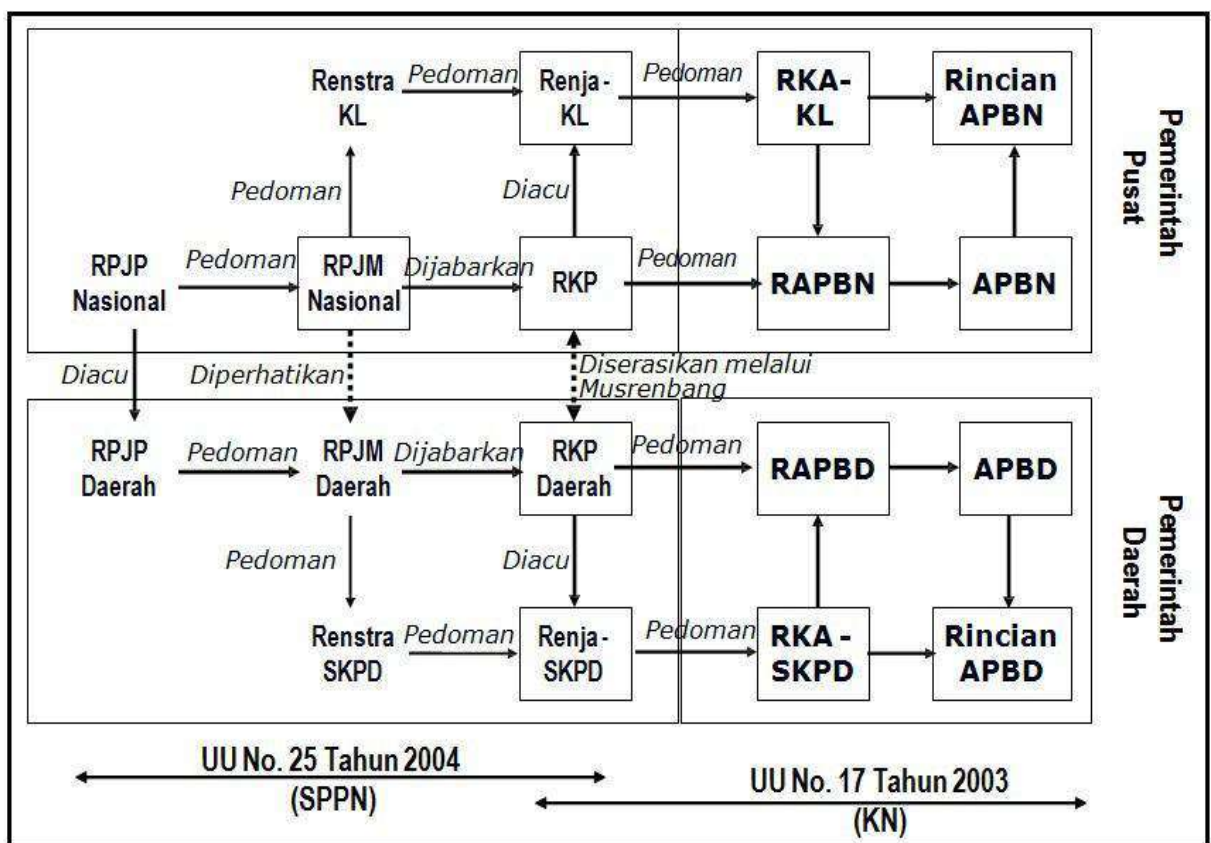 Renstra
KL
Pedoman
Renja -
KL
Pedoman
RKA-
KL
Rincian
APBN
Pemerintah
Pusat
Pedoman
Diacu
RPJP
Nasional
Pedoman
RPJM
Nasional
Dijabarkan
RKP
Pedoman
RAPBN
APBN
Diacu
Diperhatikan
Diserasikan melalui
Musrenbang
RPJP
Daerah
Pedoman
RPJM
Daerah
Dijabarkan
RKP
Daerah
Pedoman
RAPBD
APBD
Pemerintah
Daerah
Pedoman
Diacu
Renstra
SKPD
Pedoman
Renja -
SKPD
Pedoman
RKA -
SKPD
Rincian
APBD
UU No. 25 Tahun 2004
(SPPN)
UU No. 17 Tahun 2003
(KN)